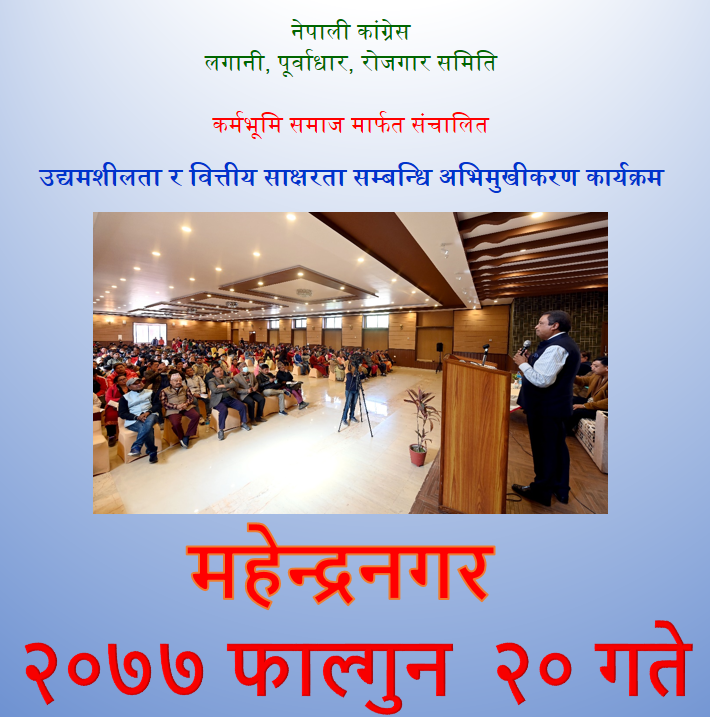 नेपाली कांग्रेस
लगानी, पूर्वाधार, रोजगार समिति
कर्मभूमि समाज मार्फत संचालित
उद्यमशीलता र वित्तीय साक्षरता सम्बन्धि अभिमुखीकरण कार्यक्रम
महेन्द्रनगर
२०७७ फाल्गुन २० गते